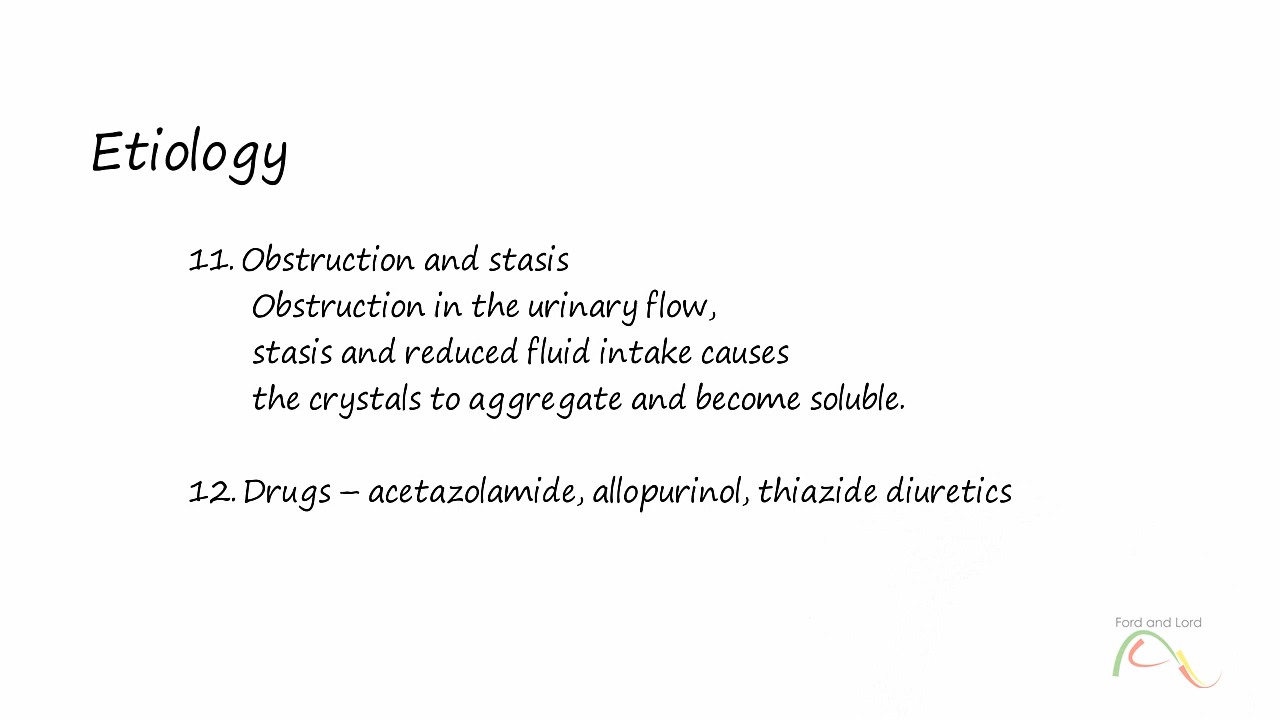 Etiology
11. Obstruction and stasis
Obstruction in the urinary flow,
stasis and reduced fluid intake causes
the crystals to aggregate and become soluble.
12. Drugs – acetazolamide, allopurinol, thiazide diuretics
Ford and Lord